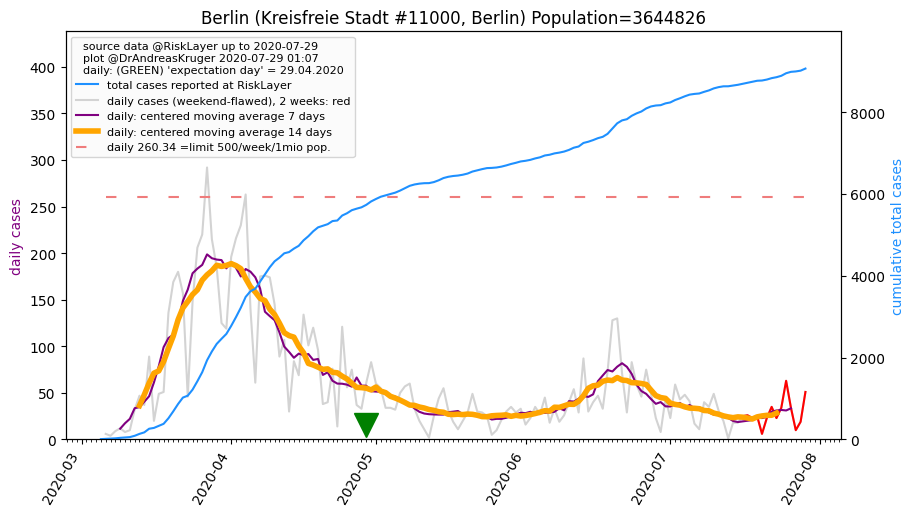 Berlin (Kreisfreie Stadt #11000, Berlin) Population=3644826
source data @RiskLayer up to 2020-07-29
plot @DrAndreasKruger 2020-07-29 01:07
daily: (GREEN) 'expectation day' = 29.04.2020
total cases reported at RiskLayer
daily cases (weekend-flawed), 2 weeks: red
daily: centered moving average 7 days
daily: centered moving average 14 days
daily 260.34 =limit 500/week/1mio pop.
daily cases
400
350
300
250
200
150
100
50
0
cumulative total cases
8000
6000
4000
2000
0
2020-03
2020-04
2020-05
2020-06
2020-07
2020-08